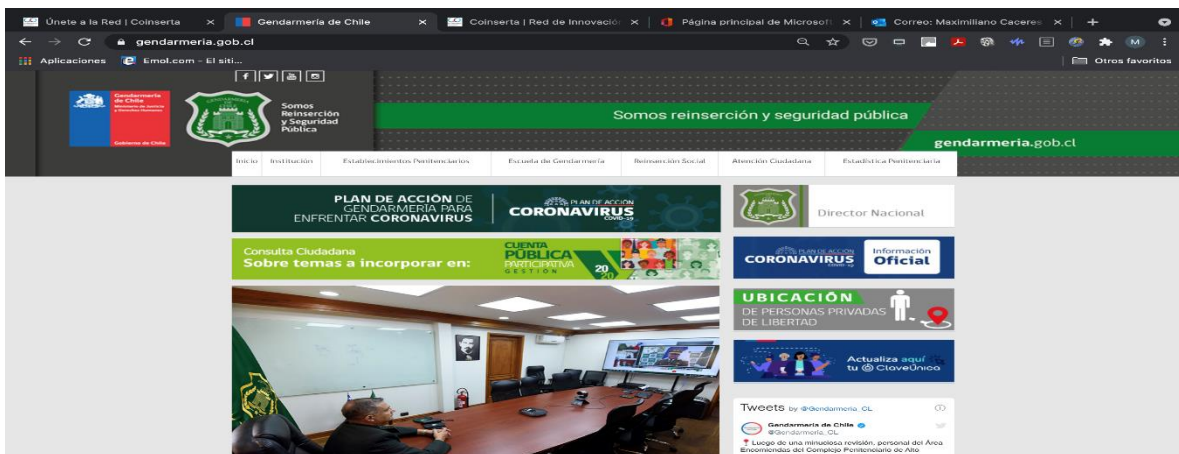 Únete a la Red | Coinserta
Gendarmería de Chile
Coinserta | Red de Innovació
Página principal de Microsoft
Correo: Maximiliano Caceres
gendarmeria.gob.cl
M
Aplicaciones
Emol.com - El siti...
Otros favoritos
Gendarmería
de Chile
Gobierno de Chile
Somos
Reinserción
y Seguridad
Pública
Somos reinserción y seguridad pública
gendarmeria.gob.cl
Inicio
Institución
Establecimientos Penitenciarios
Escuela de Gendarmería
Reinserción Social
Atención Ciudadana
Estadística Penitenciaria
PLAN DE ACCIÓN DE
GENDARMERÍA PARA
ENFRENTAR CORONAVIRUS
PLAN DE ACCIÓN
CORONAVIRUS
COVID-19
Director Nacional
Consulta Ciudadana
Sobre temas a incorporar en:
CUENTA
PÚBLICA
PARTICIPATIVA
GESTIÓN
2020
PLAN DE ACCIÓN
CORONAVIRUS
COVID-19
Información
Oficial
UBICACIÓN
DE PERSONAS PRIVADAS
DE LIBERTAD
Actualiza aquí
tu ClaveÚnica
Tweets by @Gendarmeria_CL
Gendarmería de Chile
@Gendarmeria_CL
Luego de una minuciosa revisión, personal del Área
Encomiendas del Complejo Penitenciario de Alto